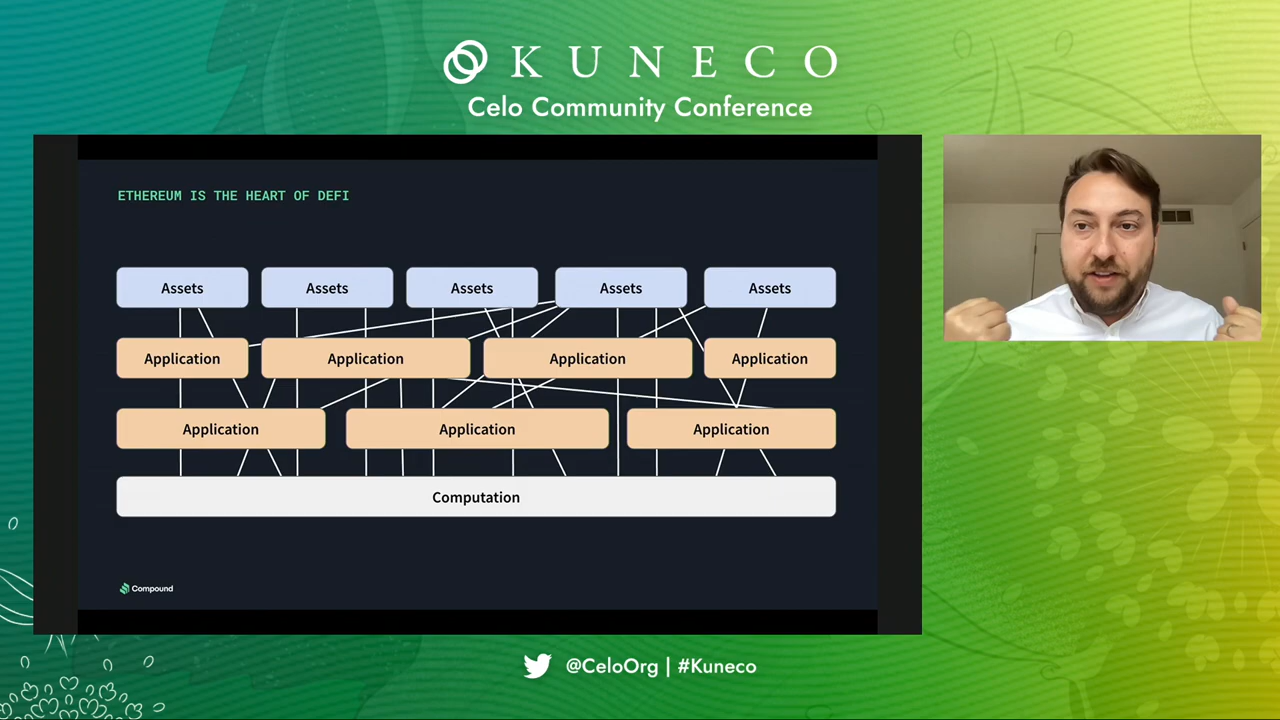 KUNECO
Celo Community Conference
ETHEREUM IS THE HEART OF DEFI
Assets Assets Assets Assets Assets
Application Application Application Application
Application Application Application
Computation
Compound
@CeloOrg | #Kuneco